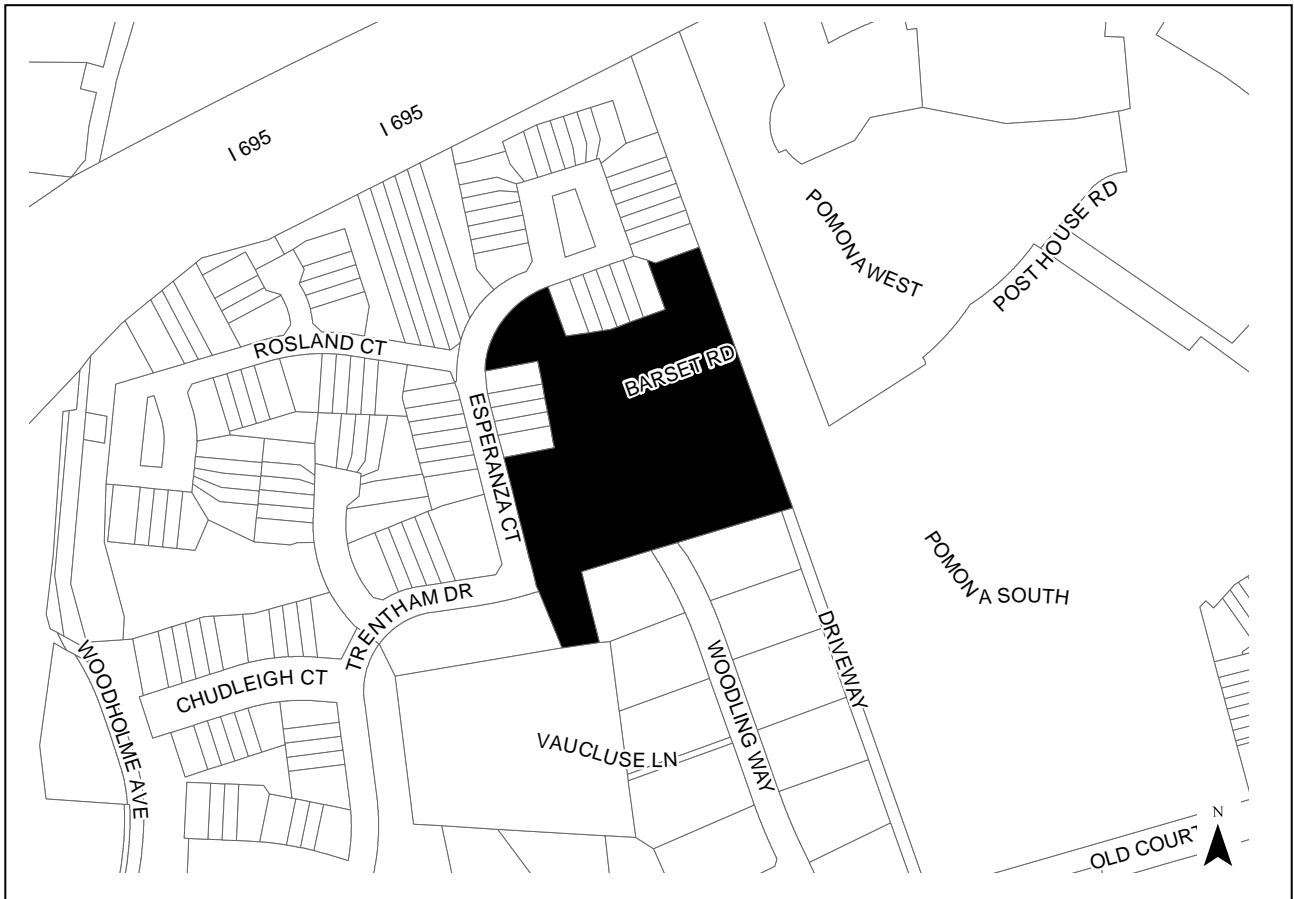 I 695
I 695
POMONA WEST
POST HOUSE RD
ROSLAND CT
BARSET RD
ESPERANZA CT
POMONA SOUTH
TRENTHAM DR
DRIVEWAY
WOODHOLME AVE
CHUDLEIGH CT
WOODLING WAY
VAUCLUSE LN
N
OLD COURT